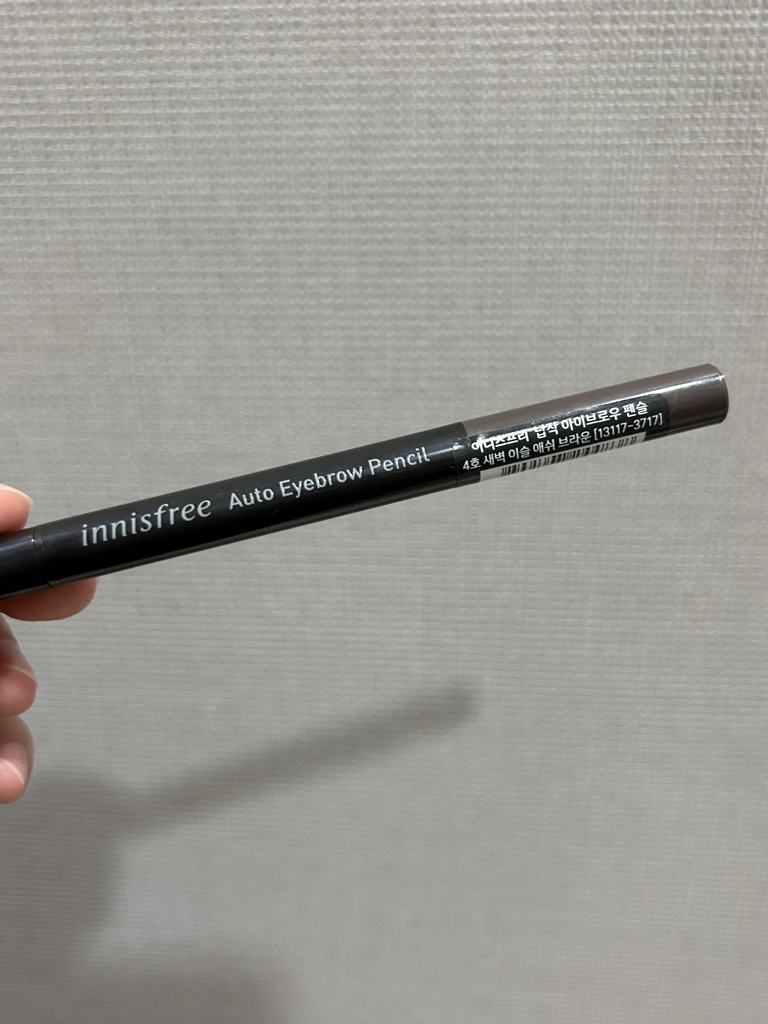 innisfree Auto Eyebrow Pencil
이니스프리 납작 아이브로우 펜슬
4호 새벽 이슬 애쉬 브라운 [13117-3717]